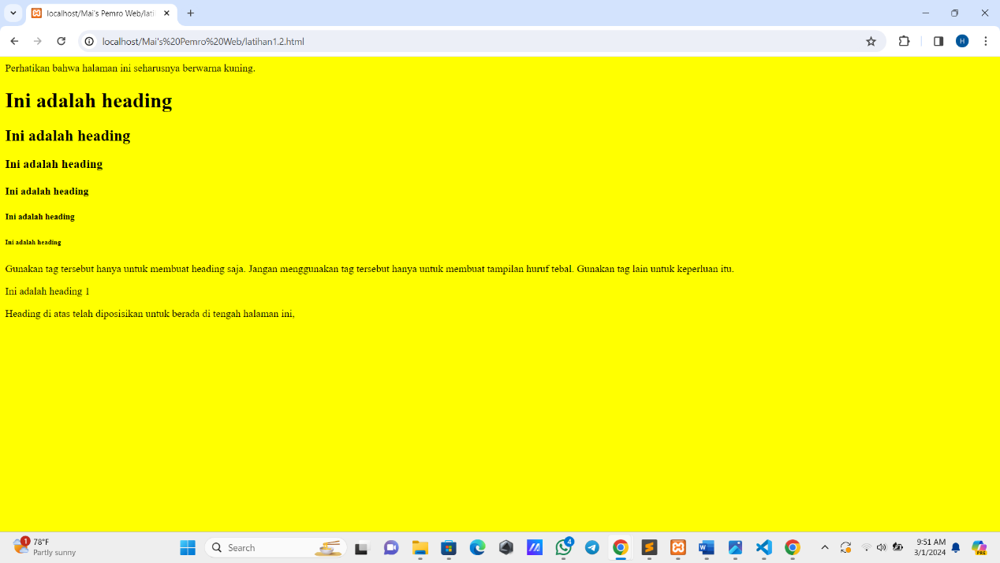 localhost/Mai's Pemro Web/lati
localhost/Mai's%20Pemro%20Web/latihan1.2.html
H
Perhatikan bahwa halaman ini seharusnya berwarna kuning.
Ini adalah heading
Ini adalah heading
Ini adalah heading
Ini adalah heading
Ini adalah heading
Ini adalah heading
Gunakan tag tersebut hanya untuk membuat heading saja. Jangan menggunakan tag tersebut hanya untuk membuat tampilan huruf tebal. Gunakan tag lain untuk keperluan itu.
Ini adalah heading 1
Heading di atas telah diposisikan untuk berada di tengah halaman ini,
1
78°F
Partly sunny
Search
4
9:51 AM
3/1/2024
PRE